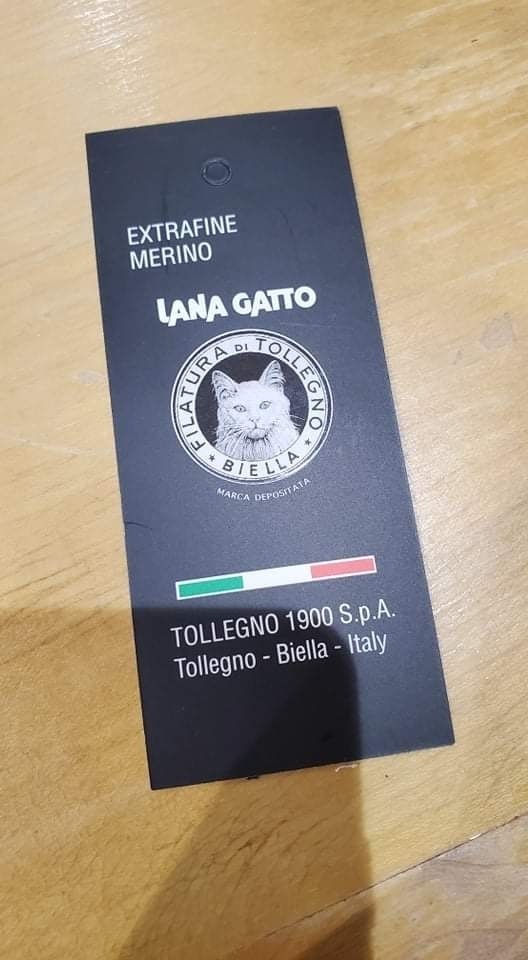 EXTRAFINE
MERINO
LANA GATTO
FILATURA DI TOLLEGNO
★ BIELLA ★
MARCA DEPOSITATA
TOLLEGNO 1900 S.p.A.
Tollegno - Biella - Italy